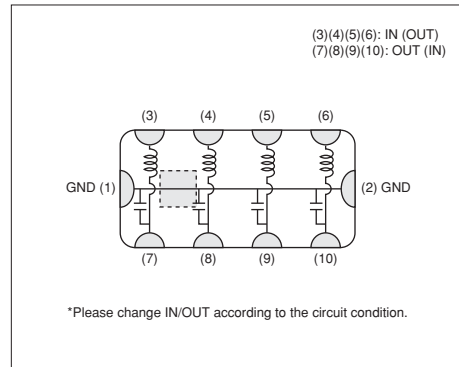 (3)(4)(5)(6): IN (OUT)
(7)(8)(9)(10): OUT (IN)
(3) (4) (5) (6)
GND (1) (2) GND
(7) (8) (9) (10)
*Please change IN/OUT according to the circuit condition.